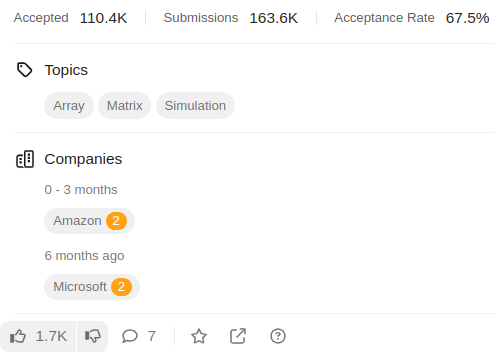 Accepted 110.4K Submissions 163.6K Acceptance Rate 67.5%
Topics
Array Matrix Simulation
Companies
0 - 3 months
Amazon 2
6 months ago
Microsoft 2
1.7K 7